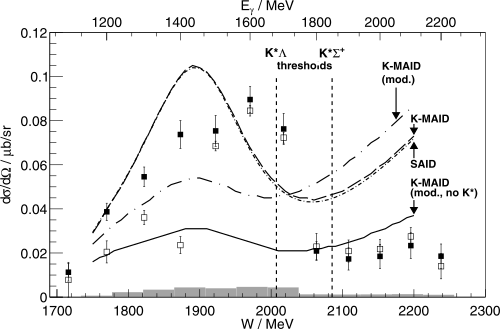 Eγ / MeV
1200 1400 1600 1800 2000 2200
K*Λ K*Σ⁺
thresholds
K-MAID
(mod.)
K-MAID
SAID
K-MAID
(mod., no K*)
dσ/dΩ / μb/sr
0.12
0.1
0.08
0.06
0.04
0.02
0
1700 1800 1900 2000 2100 2200 2300
W / MeV